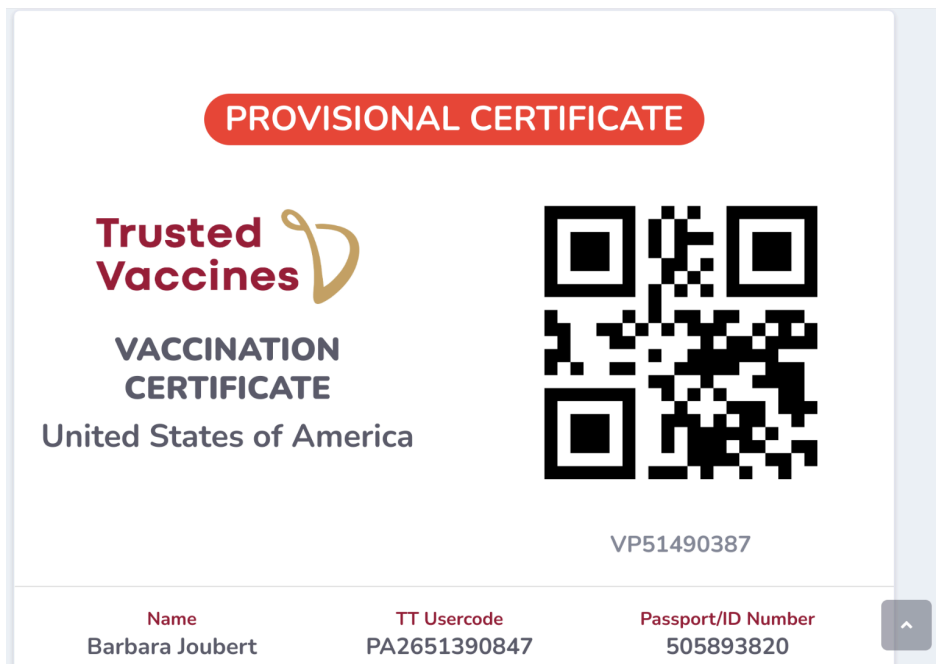 PROVISIONAL CERTIFICATE
Trusted
Vaccines
VACCINATION
CERTIFICATE
United States of America
VP51490387
Name
Barbara Joubert
TT Usercode
PA2651390847
Passport/ID Number
505893820